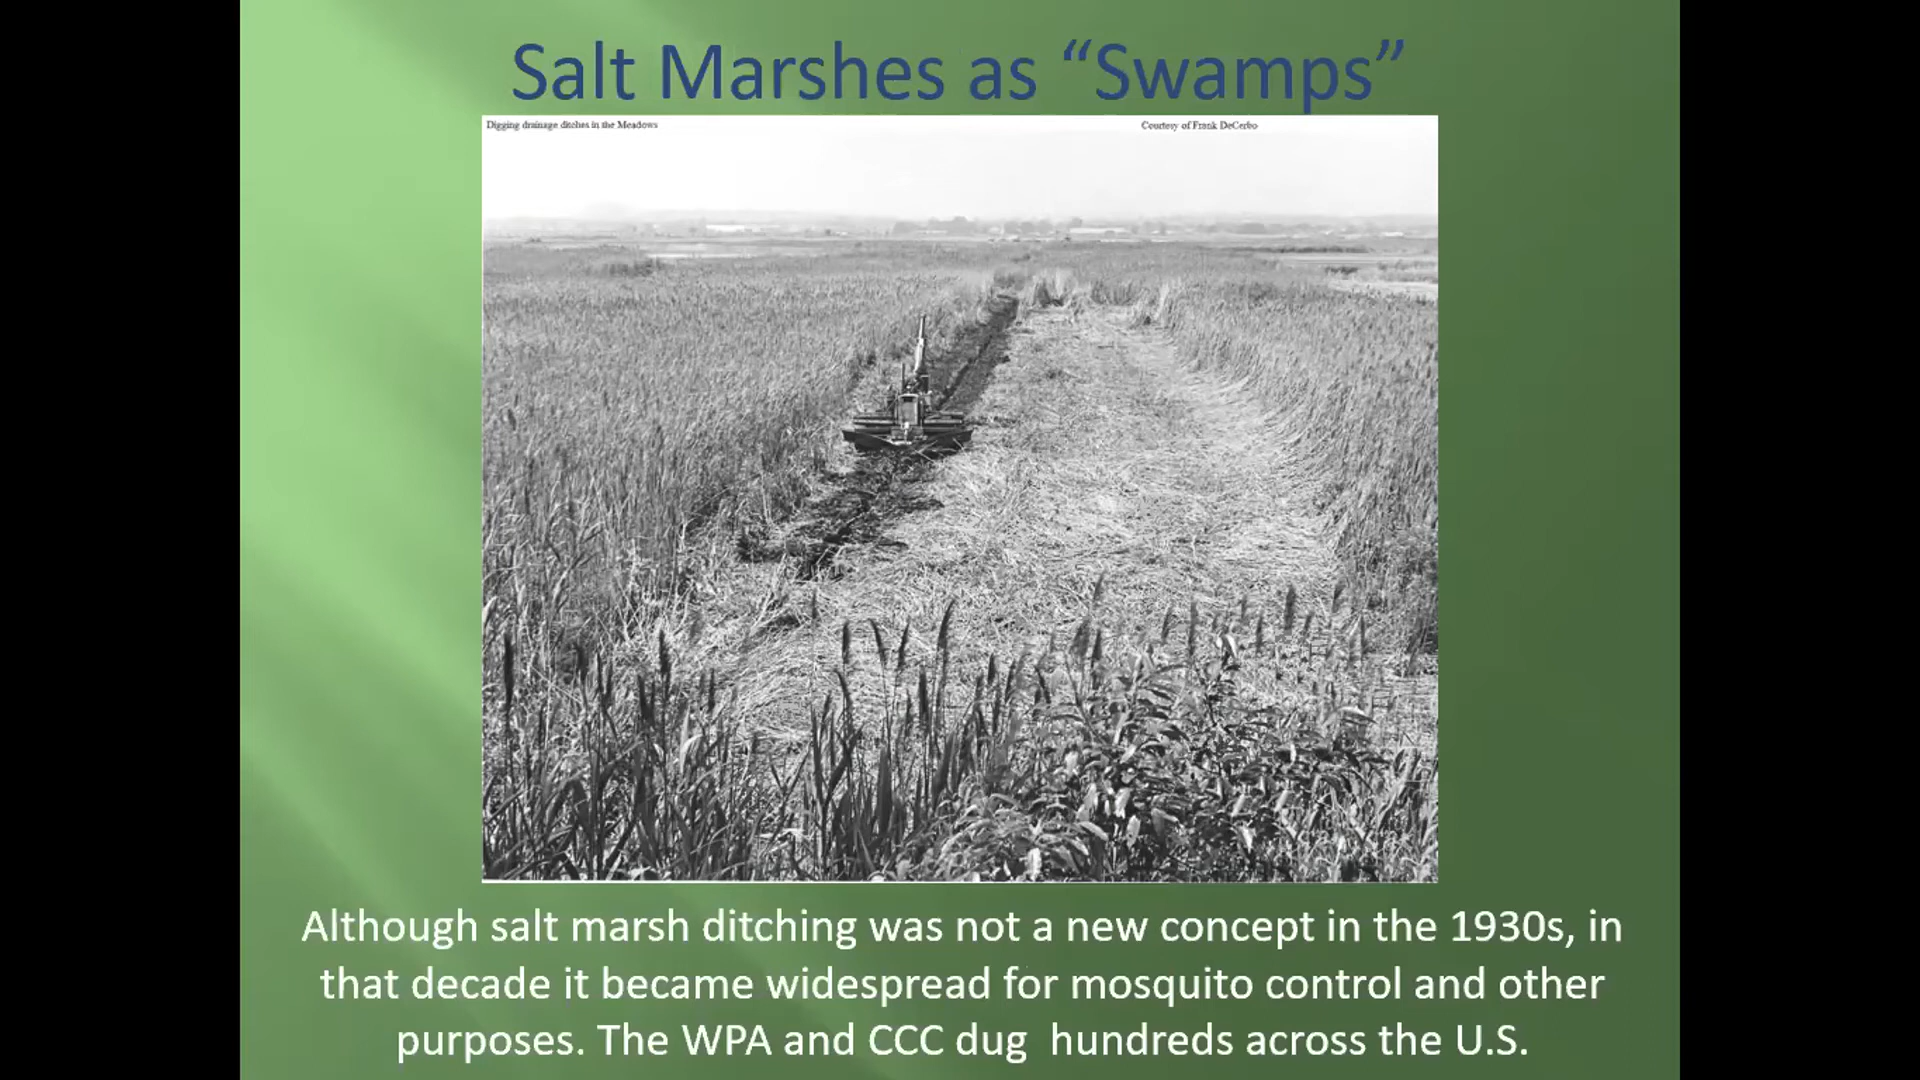 Salt Marshes as “Swamps”
Digging drainage ditches in the Meadows
Courtesy of Frank DeCerbo
Although salt marsh ditching was not a new concept in the 1930s, in
that decade it became widespread for mosquito control and other
purposes. The WPA and CCC dug  hundreds across the U.S.